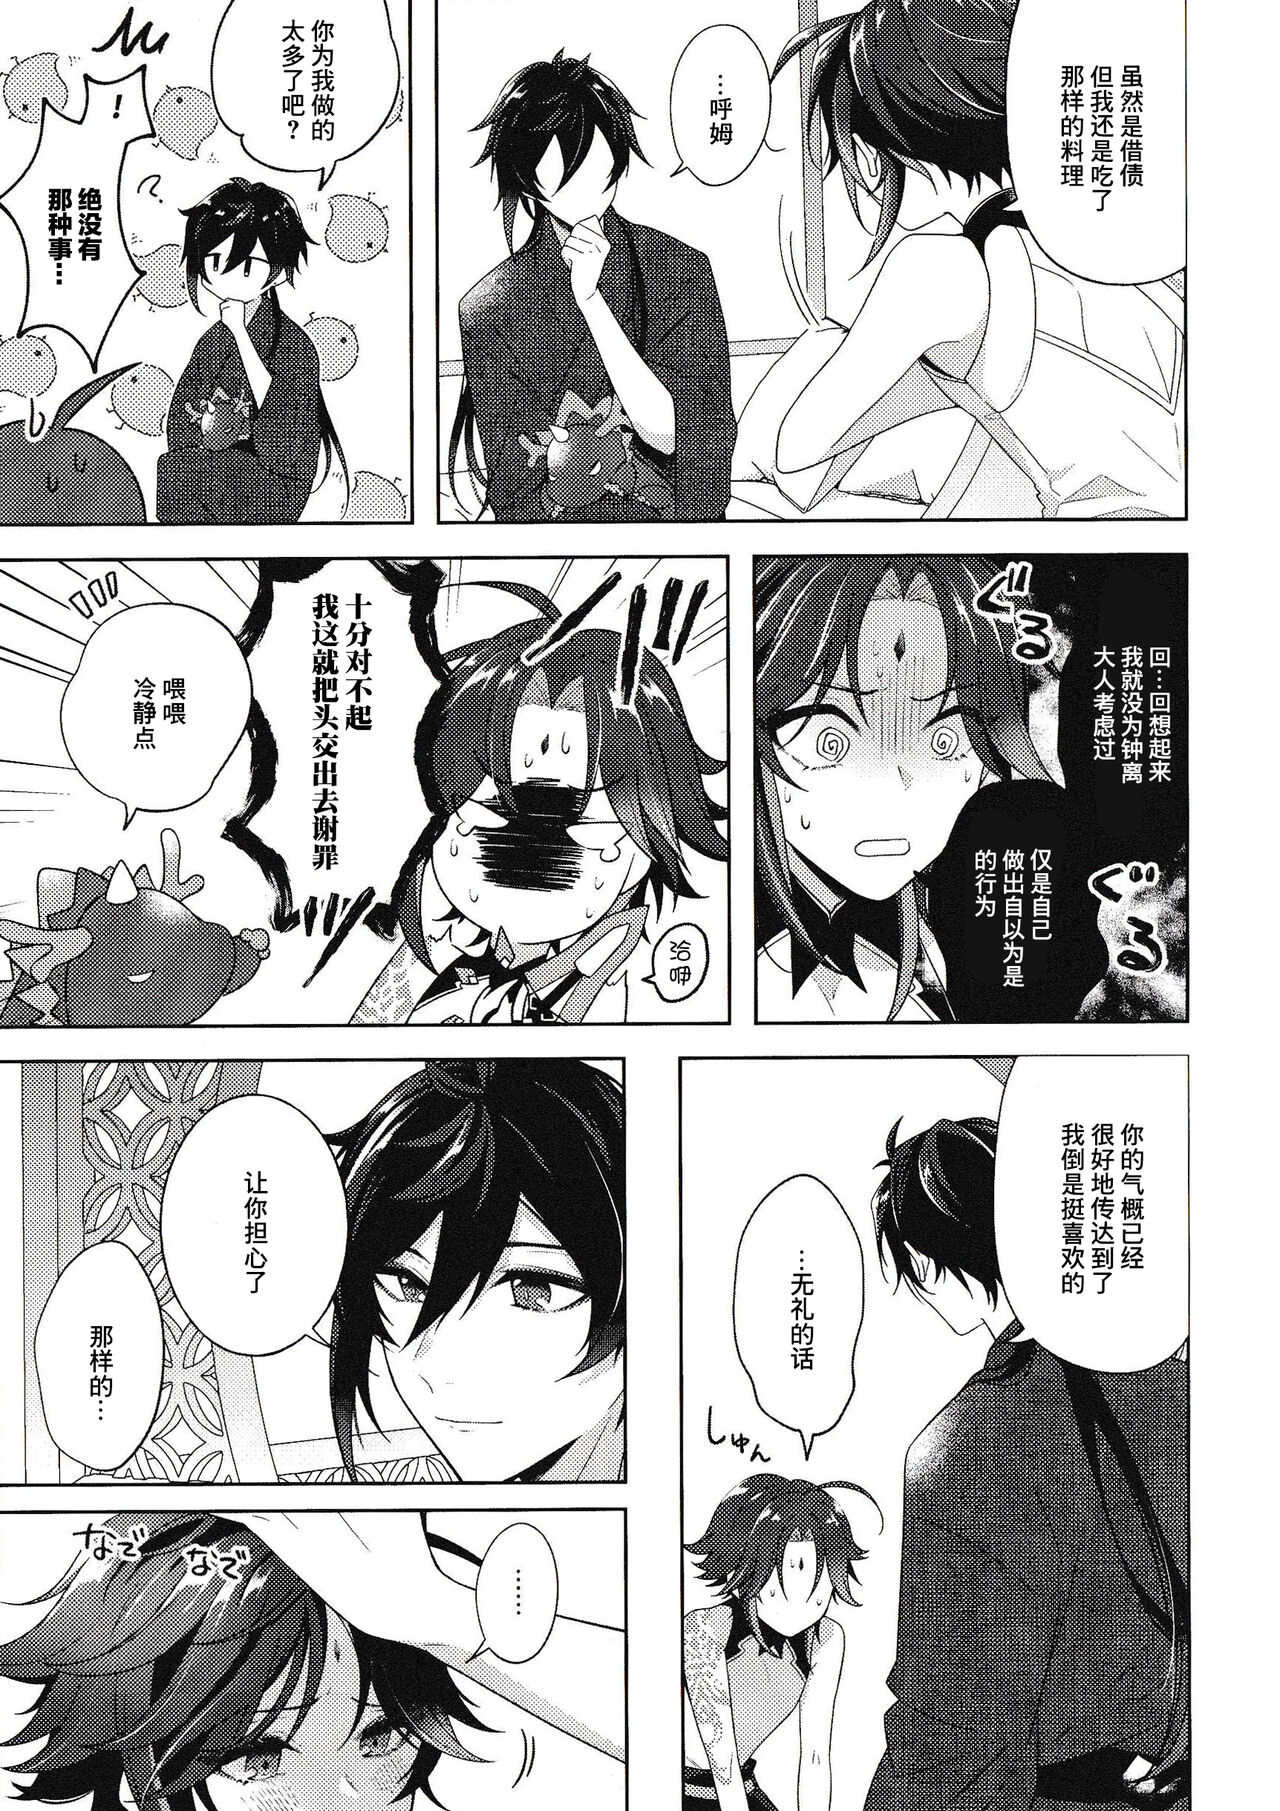 虽然是借债
但我还是吃了
那样的料理
…呼姆
你为我做的
太多了吧？
！
？
绝没有
那种事…
回…回想起来
我就没为钟离
大人考虑过
ぐる
仅是自己
做出自以为是
的行为
ぐる
十分对不起
我这就把头交出去谢罪
喂喂
冷静点
你的气概已经
很好地传达到了
我倒是挺喜欢的
…无礼的话
しゅん
让你担心了
那样的…
……
なで
なで